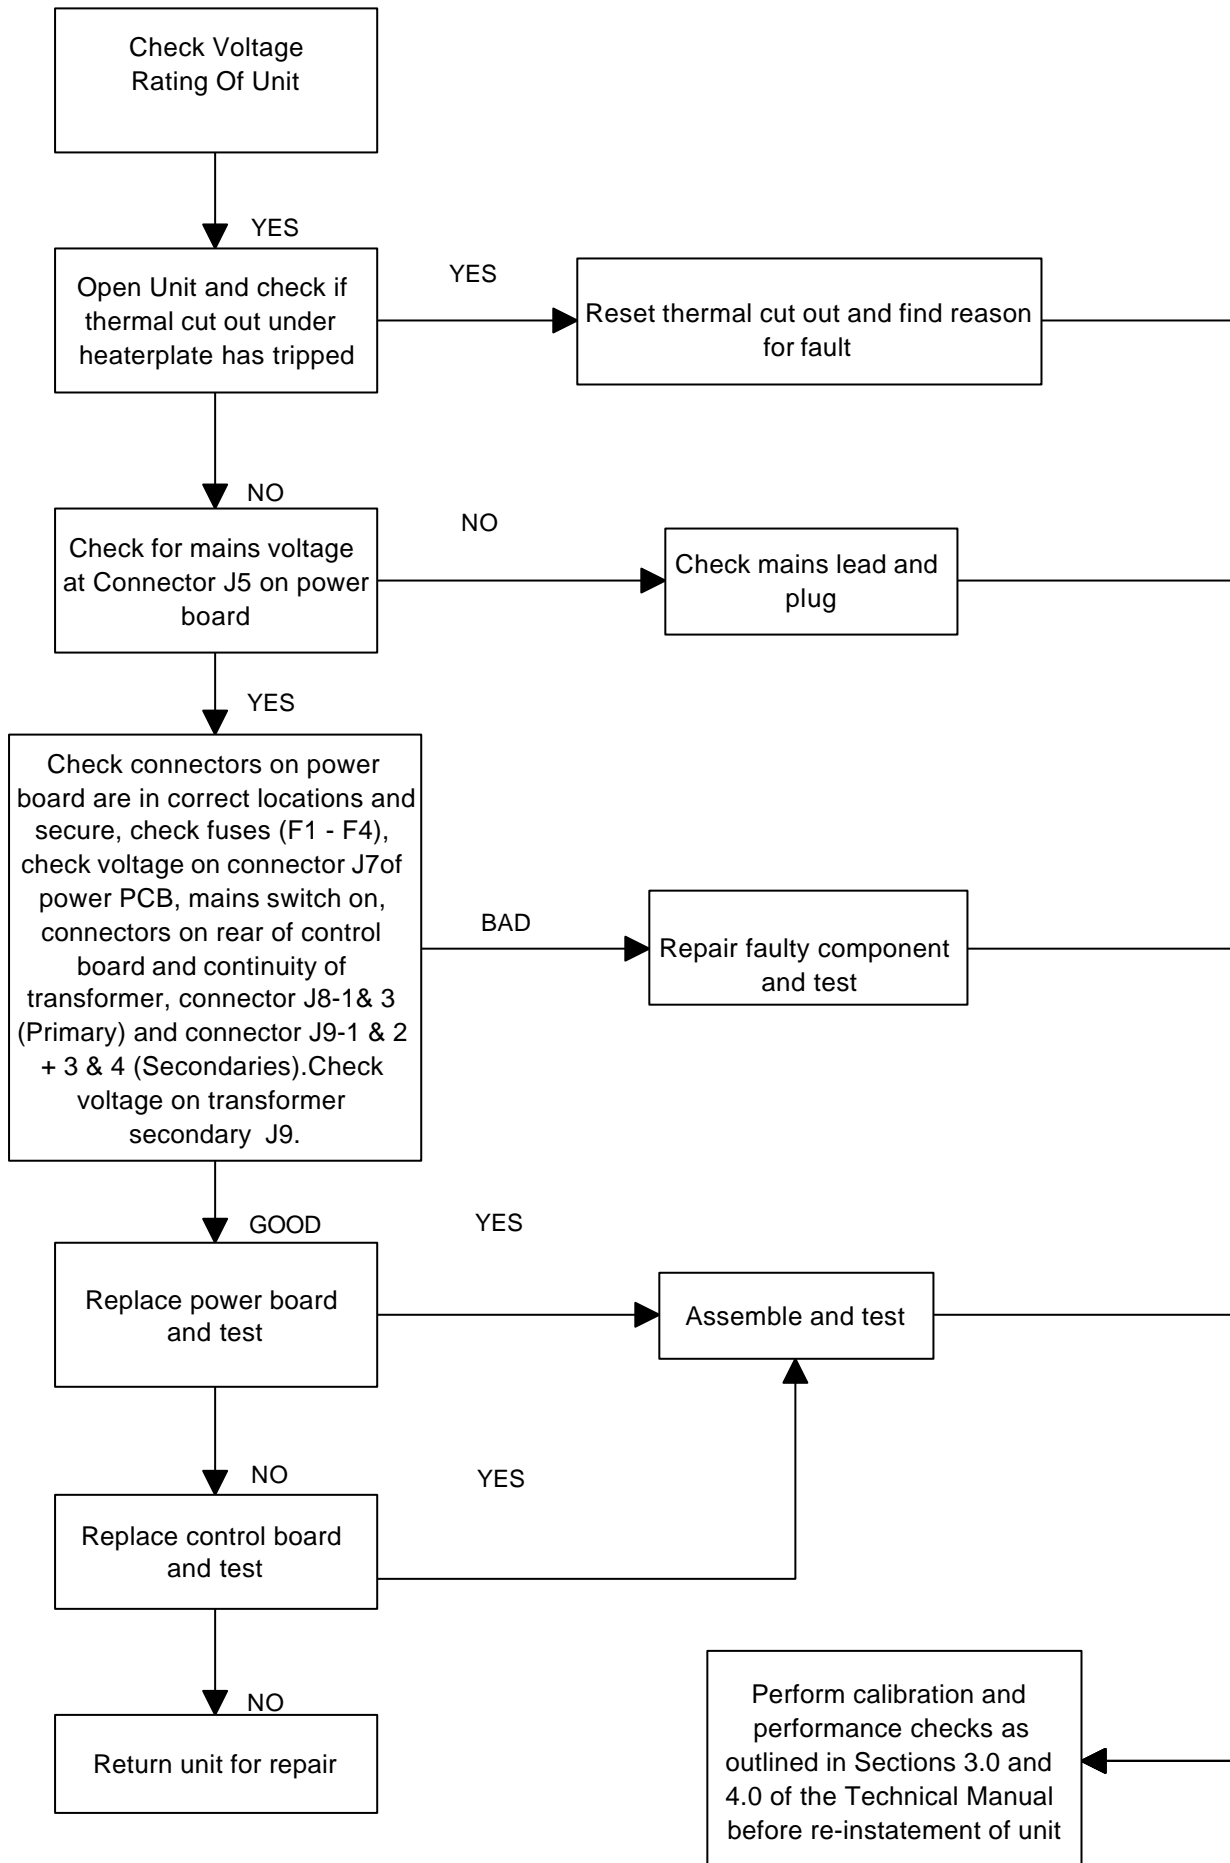 Check Voltage
Rating Of Unit
YES
Open Unit and check if
thermal cut out under
heaterplate has tripped
YES
Reset thermal cut out and find reason
for fault
NO
Check for mains voltage
at Connector J5 on power
board
NO
Check mains lead and
plug
YES
Check connectors on power
board are in correct locations and
secure, check fuses (F1 - F4),
check voltage on connector J7of
power PCB, mains switch on,
connectors on rear of control
board and continuity of
transformer, connector J8-1& 3
(Primary) and connector J9-1 & 2
+ 3 & 4 (Secondaries).Check
voltage on transformer
secondary J9.
BAD
Repair faulty component
and test
GOOD
Replace power board
and test
YES
Assemble and test
NO
Replace control board
and test
YES
NO
Return unit for repair
Perform calibration and
performance checks as
outlined in Sections 3.0 and
4.0 of the Technical Manual
before re-instatement of unit